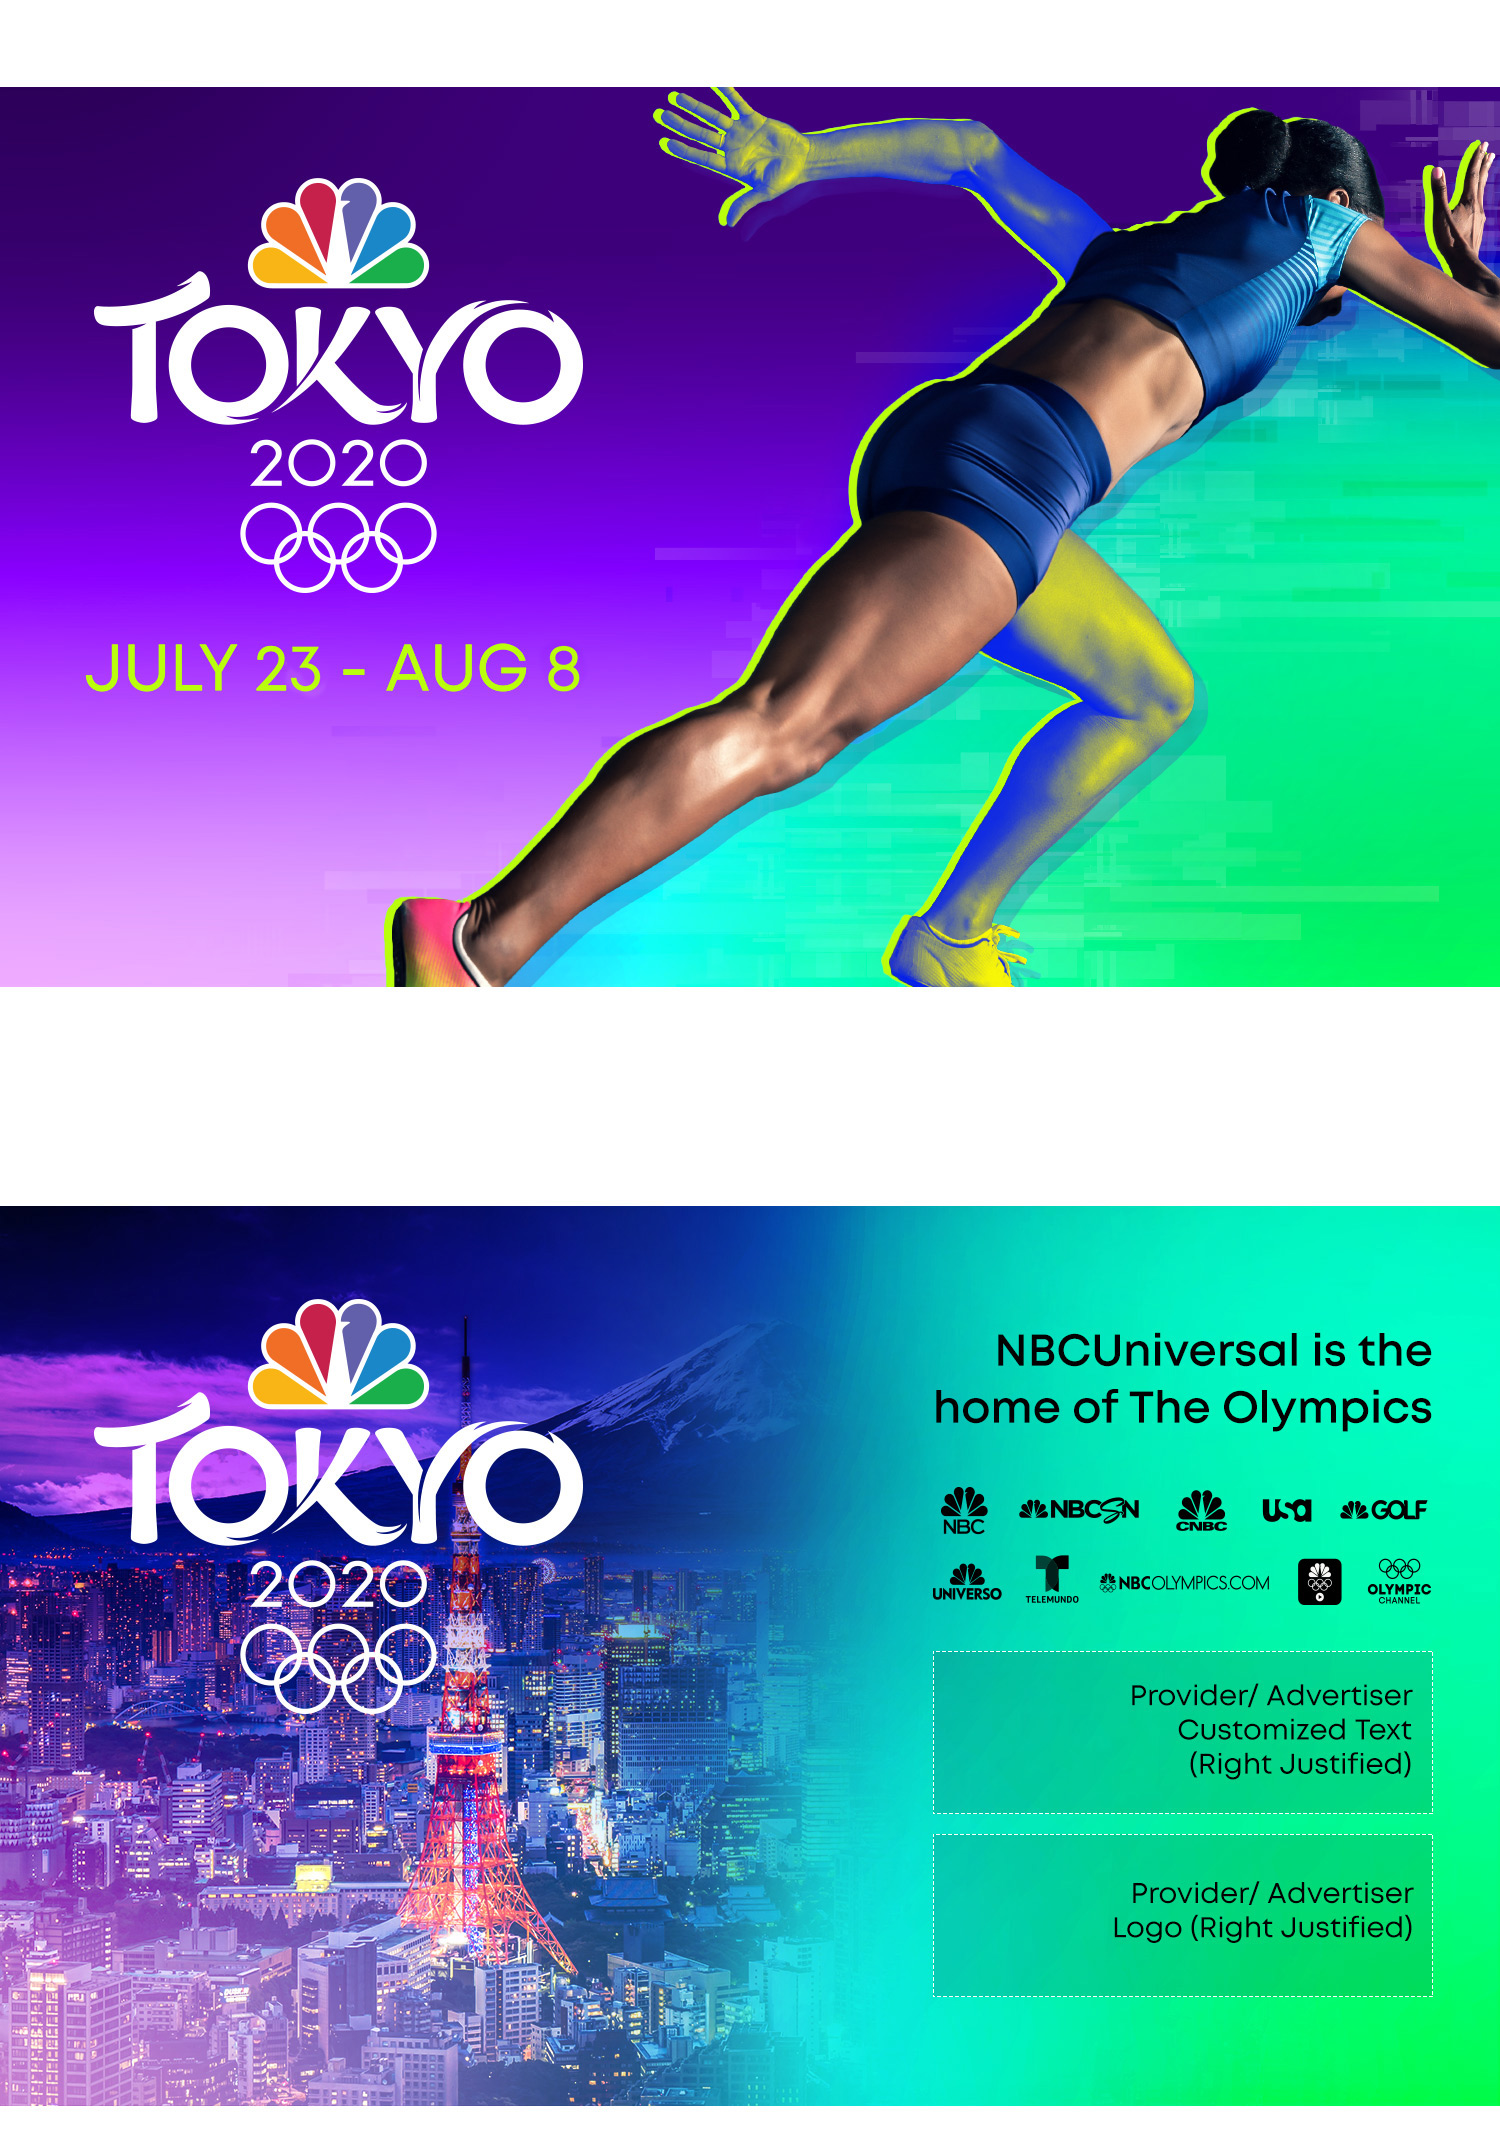 TOKYO
2020
JULY 23 - AUG 8
TOKYO
2020
NBCUniversal is the
home of The Olympics
NBC NBCSN CNBC USA GOLF
UNIVERSO TELEMUNDO NBCOLYMPICS.COM OLYMPIC CHANNEL
Provider/ Advertiser
Customized Text
(Right Justified)
Provider/ Advertiser
Logo (Right Justified)